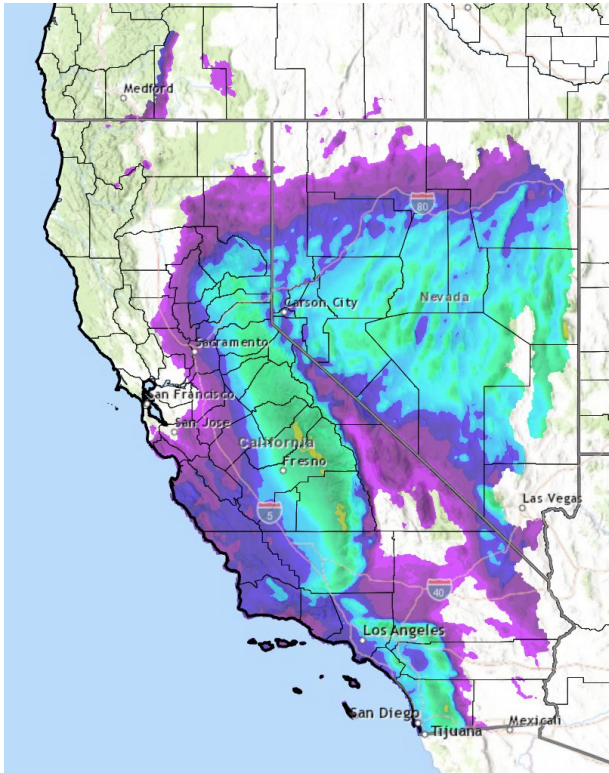 Medford
80
Nevada
Carson City
Sacramento
San Francisco
San Jose
California
Fresno
Las Vegas
5
40
Los Angeles
San Diego
Mexicali
Tijuana